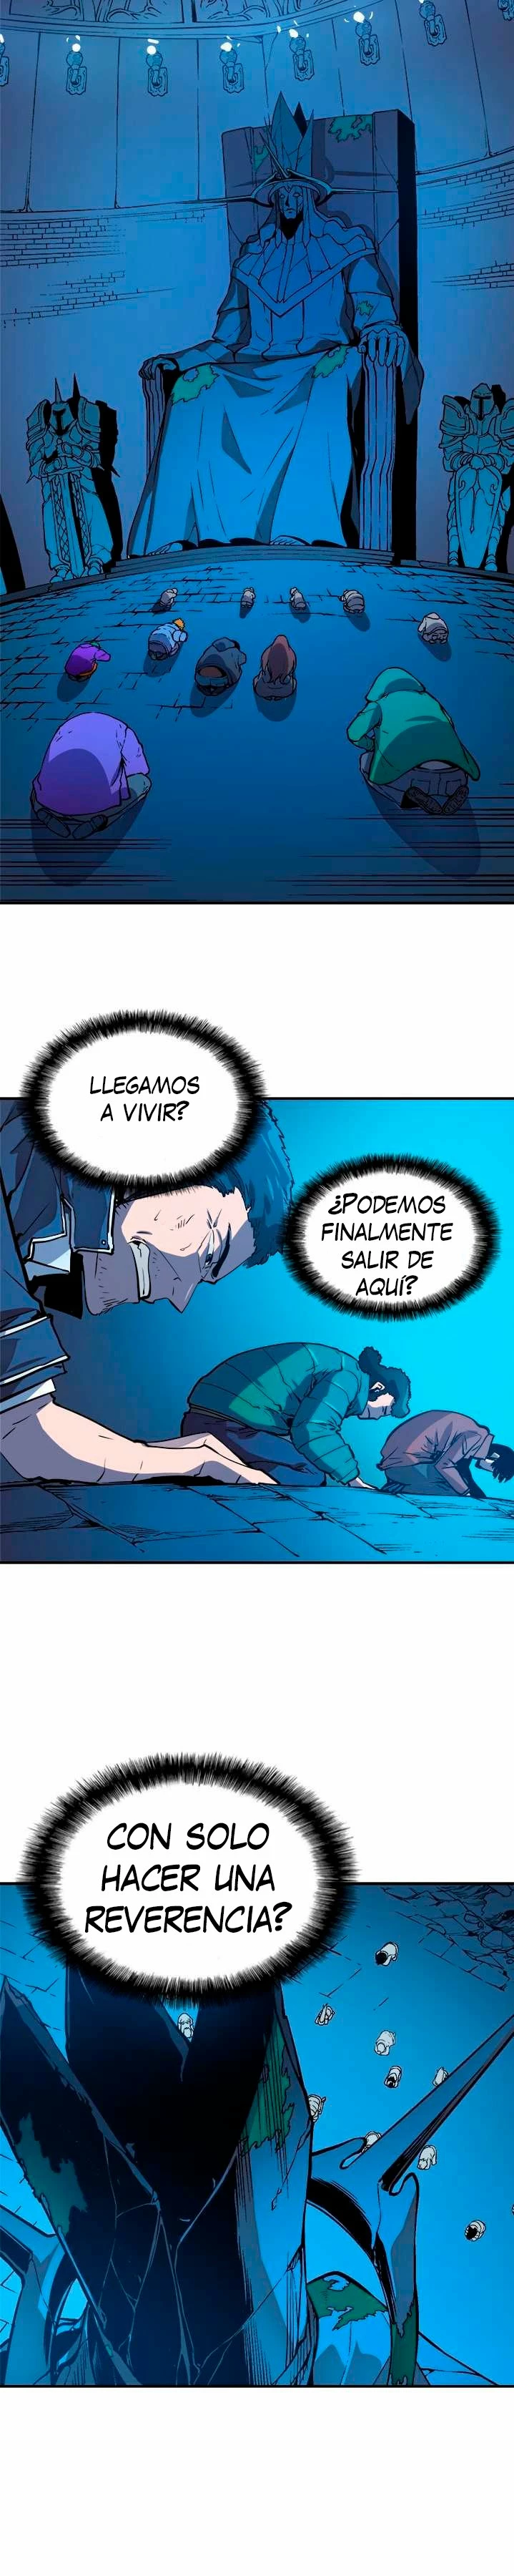 LLEGAMOS
A VIVIR?
¿PODEMOS
FINALMENTE
SALIR DE
AQUÍ?
CON SOLO
HACER UNA
REVERENCIA?